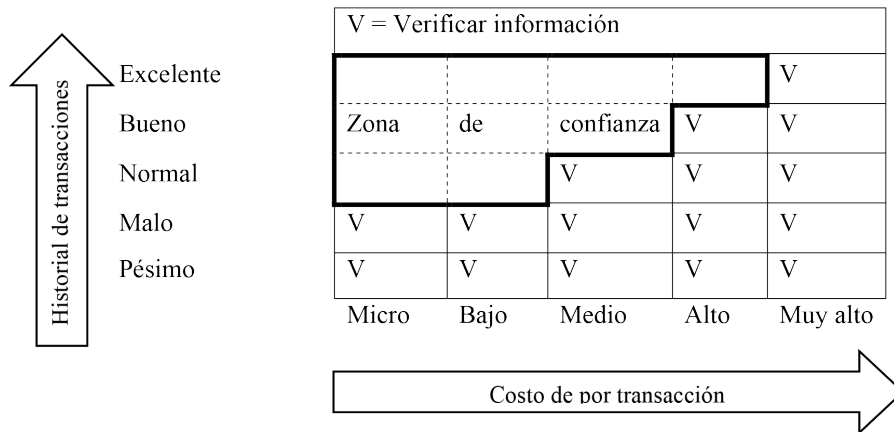 V = Verificar información
Excelente V
Bueno Zona de confianza V V
Normal V V V
Malo V V V V V
Pésimo V V V V V
Micro Bajo Medio Alto Muy alto
Historial de transacciones
Costo de por transacción